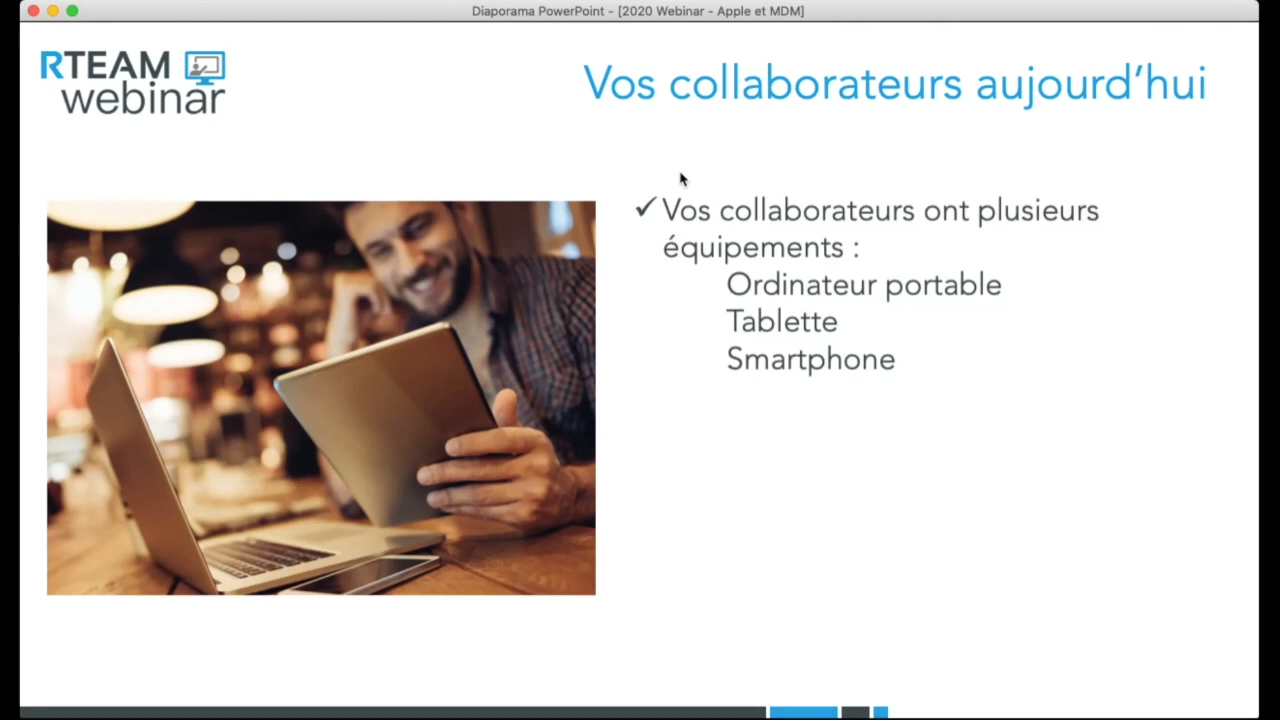 Diaporama PowerPoint - [2020 Webinar - Apple et MDM]
RTEAM
webinar
Vos collaborateurs aujourd’hui
✓ Vos collaborateurs ont plusieurs
équipements :
Ordinateur portable
Tablette
Smartphone